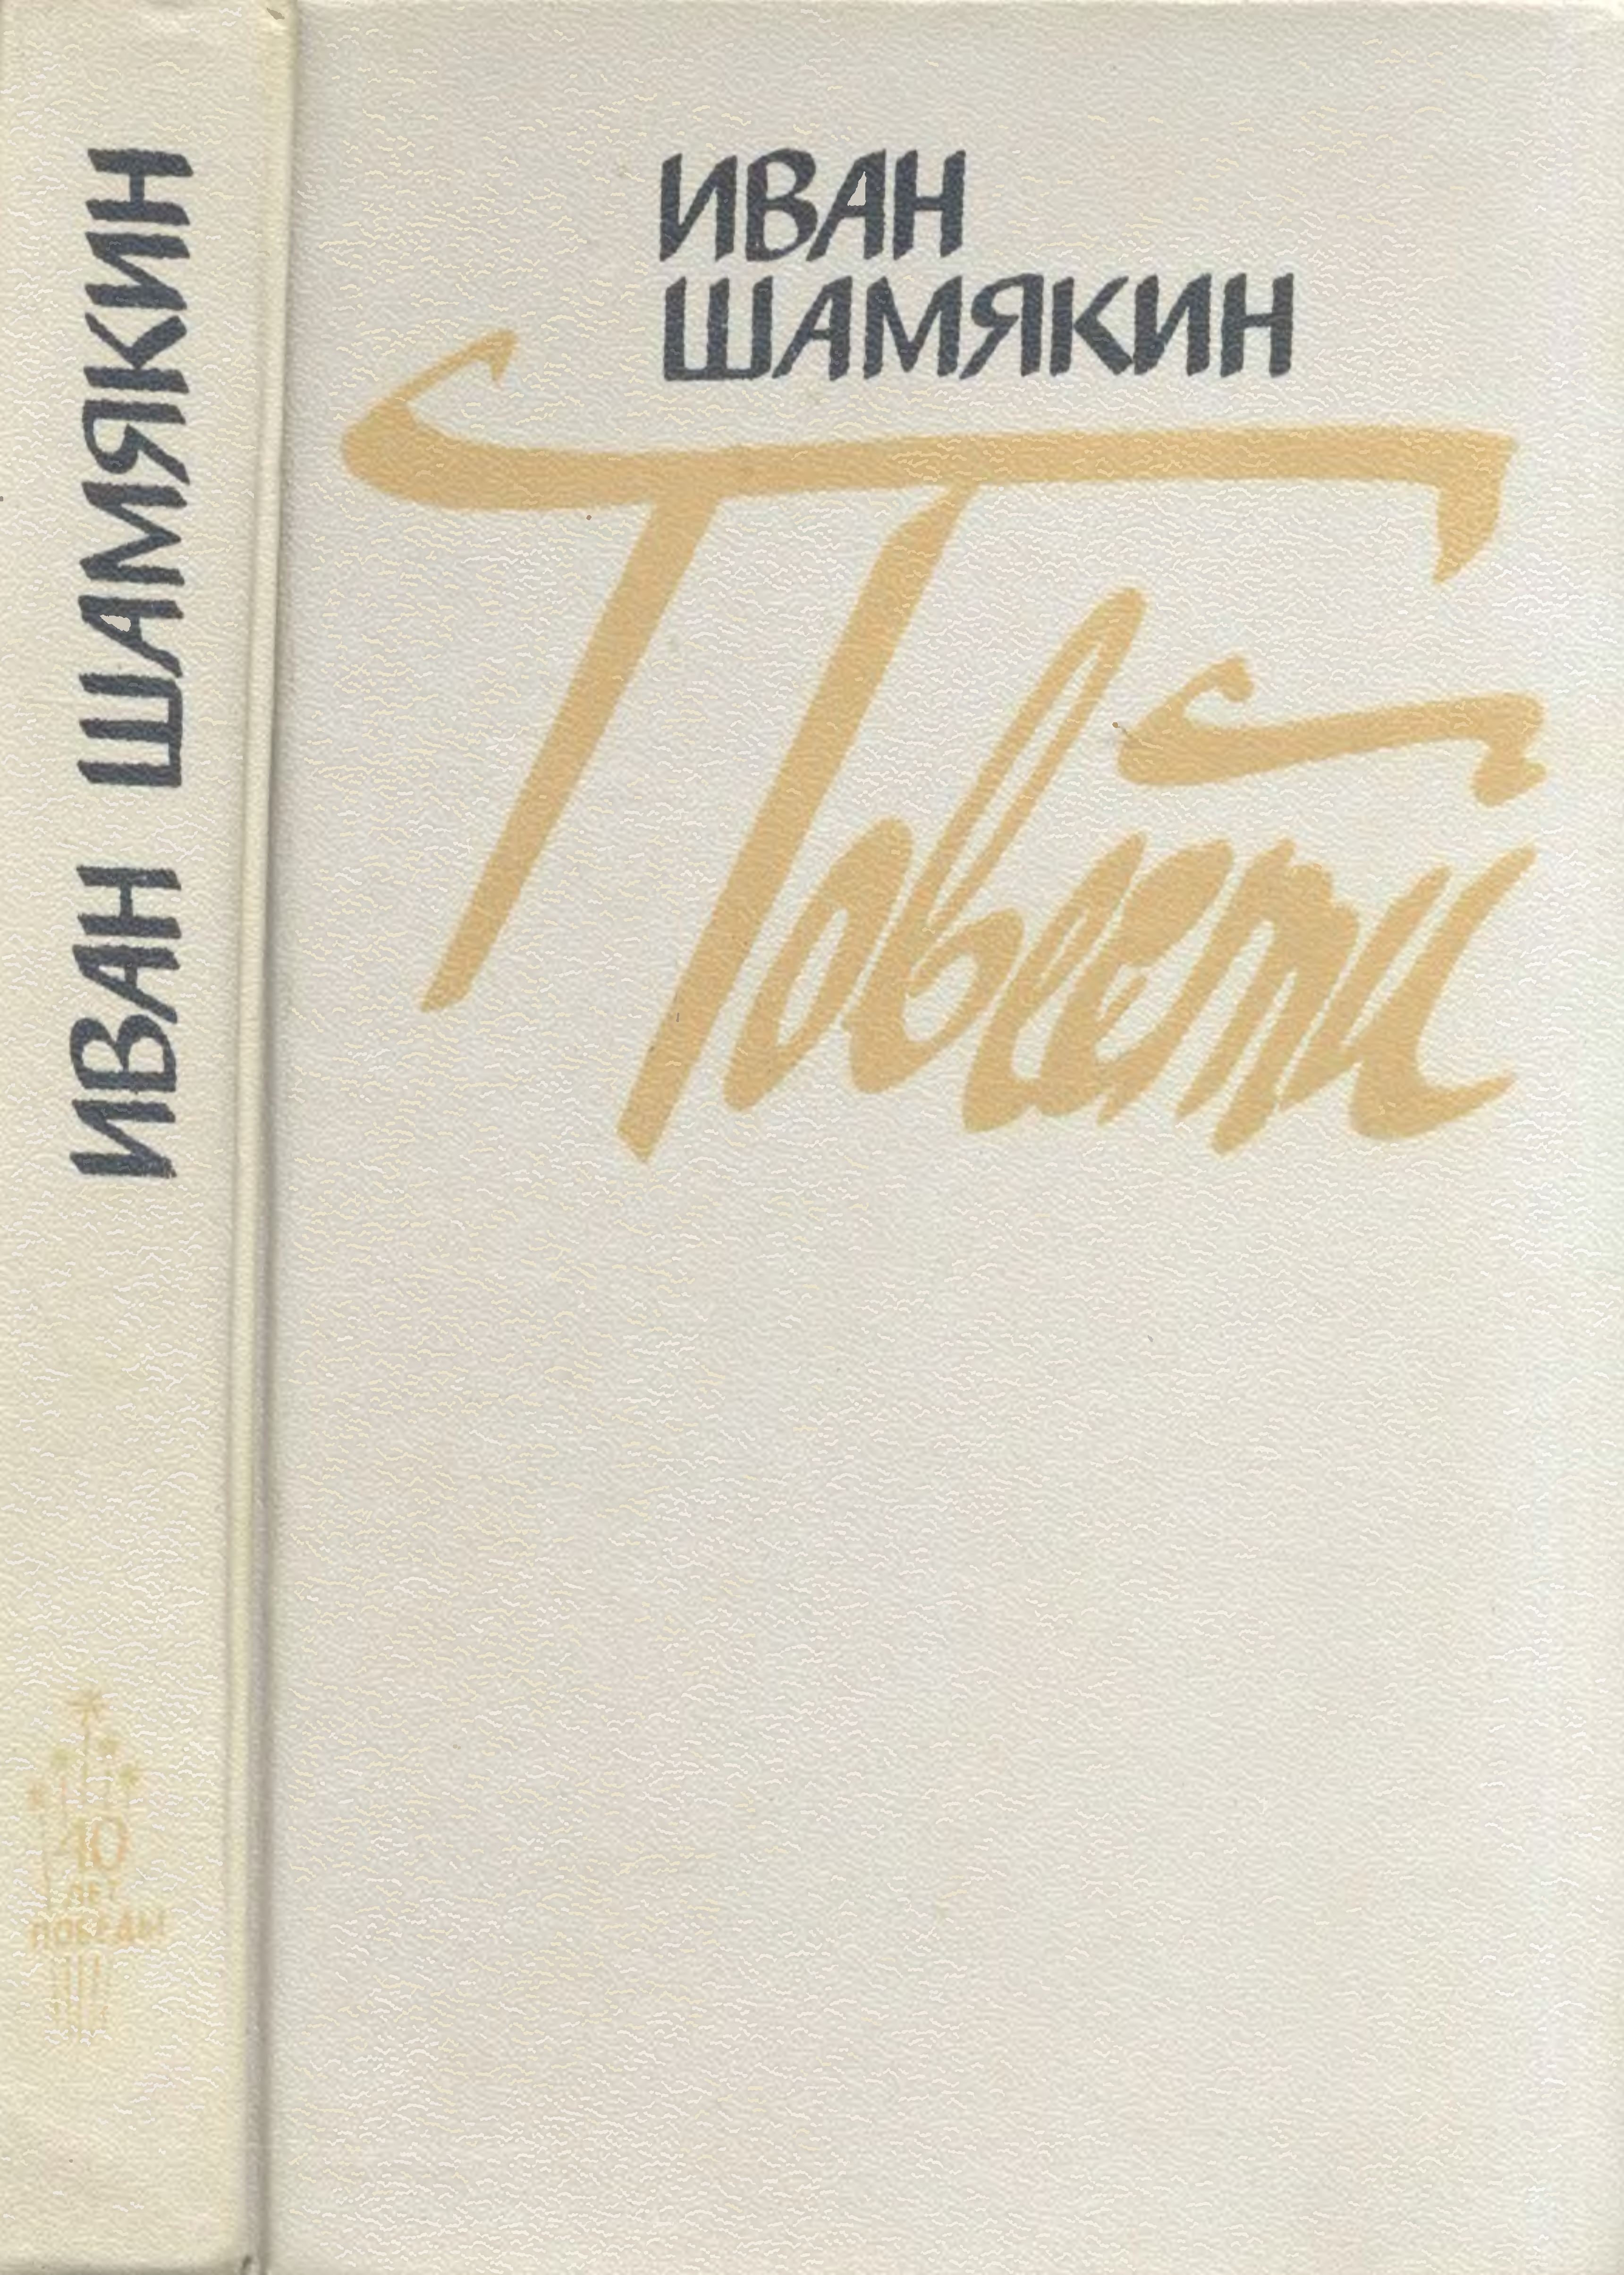 ИВАН ШАМЯКИН
40
ЛЕТ
ПОБЕДЫ
ИВАН
ШАМЯКИН
Повести